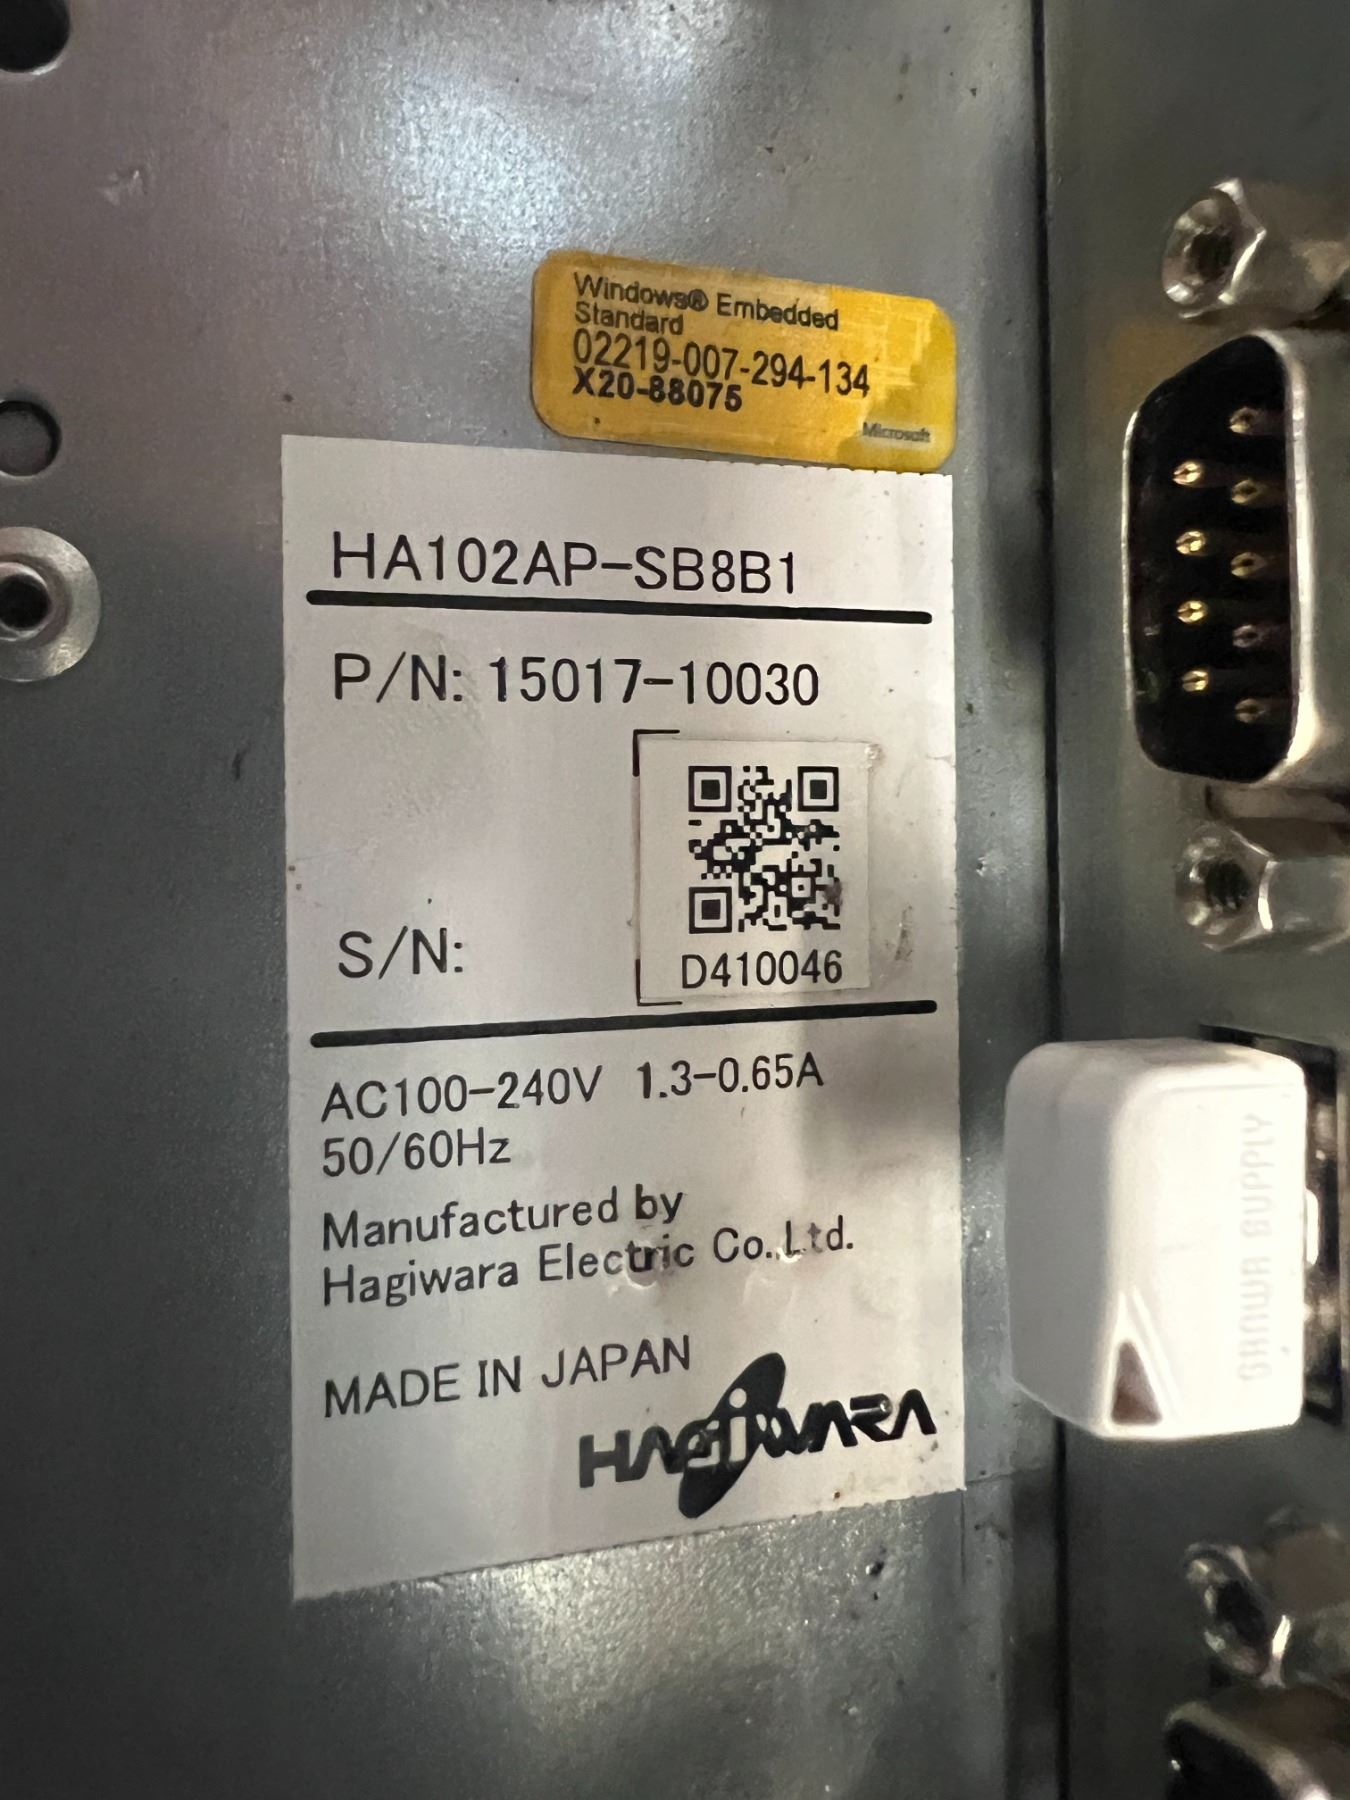 Windows® Embedded
Standard
02219-007-294-134
X20-88075
Microsoft
HA102AP-SB8B1
P/N: 15017-10030
S/N:
D410046
AC100-240V 1.3-0.65A
50/60Hz
Manufactured by
Hagiwara Electric Co.,Ltd.
MADE IN JAPAN
HAGIWARA
SANWA SUPPLY